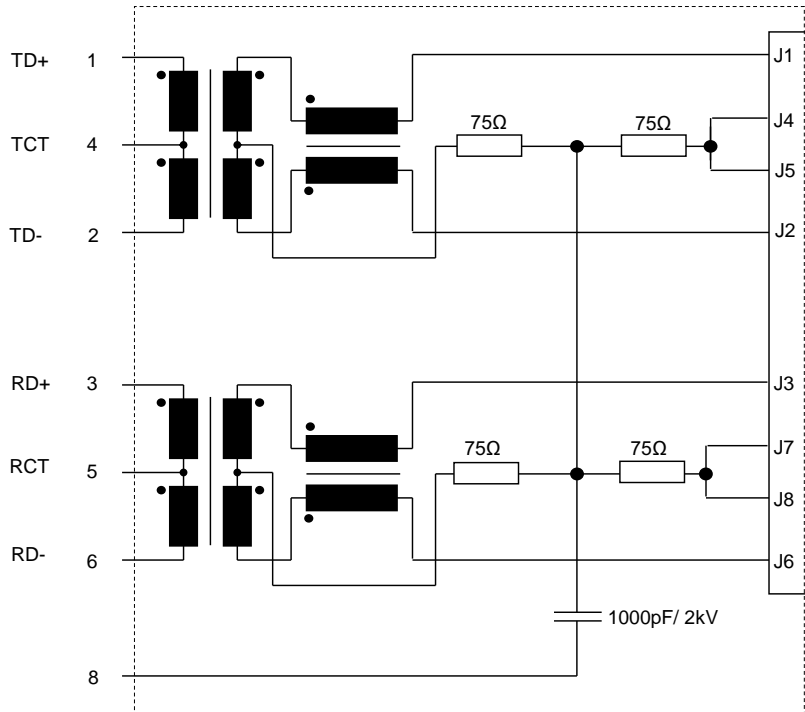 TD+ 1
J1
75Ω 75Ω
J4
TCT 4
J5
TD- 2
J2
RD+ 3
J3
75Ω 75Ω
J7
RCT 5
J8
RD- 6
J6
1000pF/ 2kV
8